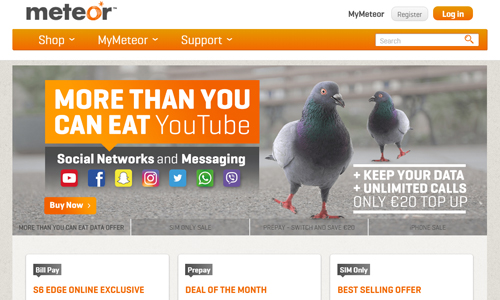 meteor™
MyMeteor Register Log in
Shop MyMeteor Support Search
MORE THAN YOU
CAN EAT YouTube
Social Networks and Messaging
Buy Now >
+ KEEP YOUR DATA
+ UNLIMITED CALLS
ONLY €20 TOP UP
MORE THAN YOU CAN EAT DATA OFFER SIM ONLY SALE PREPAY - SWITCH AND SAVE €20 IPHONE SALE
Bill Pay Prepay SIM Only
S6 EDGE ONLINE EXCLUSIVE DEAL OF THE MONTH BEST SELLING OFFER